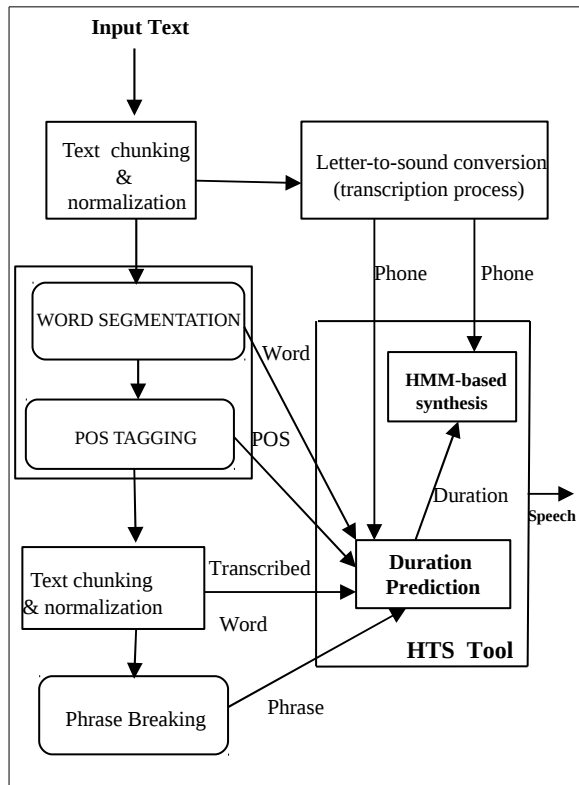 Input Text
Text chunking
&
normalization
Letter-to-sound conversion
(transcription process)
Phone
Phone
WORD SEGMENTATION
Word
HMM-based
synthesis
POS TAGGING
POS
Duration
Speech
Text chunking
& normalization
Transcribed
Word
Duration
Prediction
HTS Tool
Phrase Breaking
Phrase